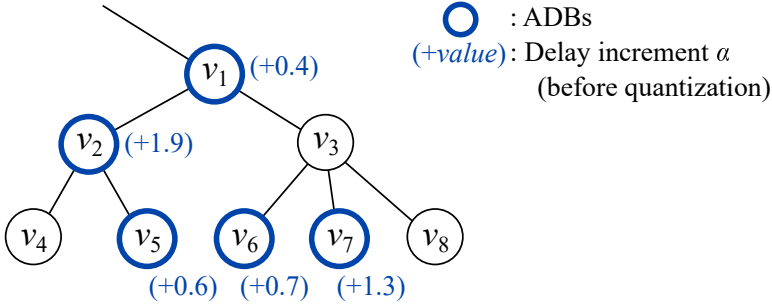 : ADBs
(+value) : Delay increment α
(before quantization)
v1 (+0.4)
v2 (+1.9) v3
v4 v5 v6 v7 v8
(+0.6) (+0.7) (+1.3)